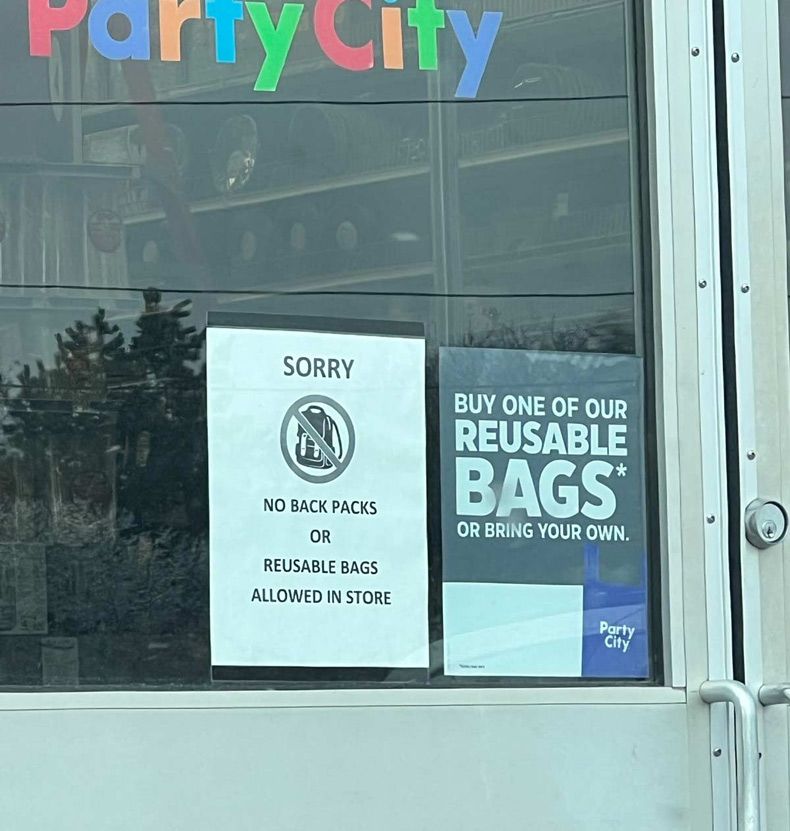 Party City
SORRY
NO BACK PACKS
OR
REUSABLE BAGS
ALLOWED IN STORE
BUY ONE OF OUR
REUSABLE
BAGS*
OR BRING YOUR OWN.
Party
City